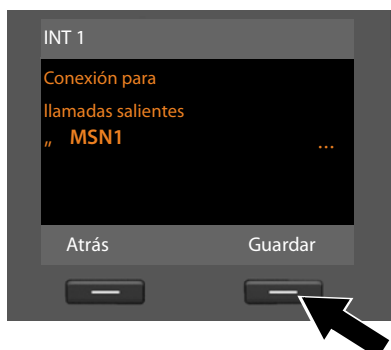 INT 1
Conexión para
llamadas salientes
„ MSN1 ...
Atrás Guardar